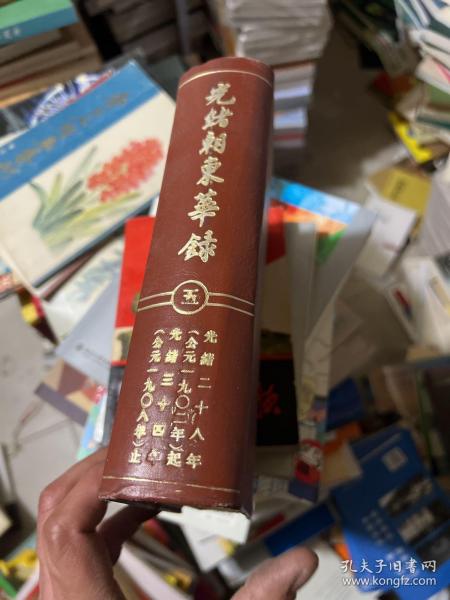 光緒朝東華錄
五
光緒二十八年
(公元一九〇二年)起
光緒三十四年
(公元一九〇八年)止
孔夫子旧书网
www.kongfz.com